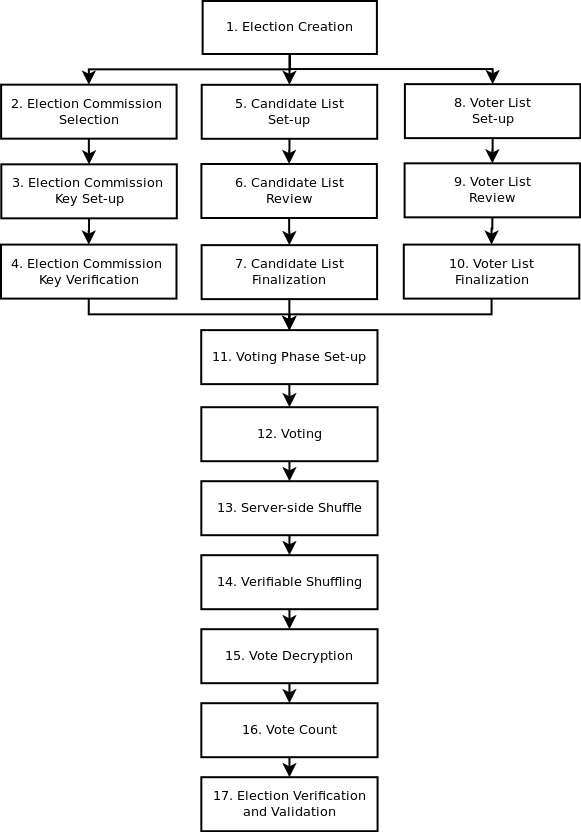 1. Election Creation
2. Election Commission
Selection
3. Election Commission
Key Set-up
4. Election Commission
Key Verification
5. Candidate List
Set-up
6. Candidate List
Review
7. Candidate List
Finalization
8. Voter List
Set-up
9. Voter List
Review
10. Voter List
Finalization
11. Voting Phase Set-up
12. Voting
13. Server-side Shuffle
14. Verifiable Shuffling
15. Vote Decryption
16. Vote Count
17. Election Verification
and Validation